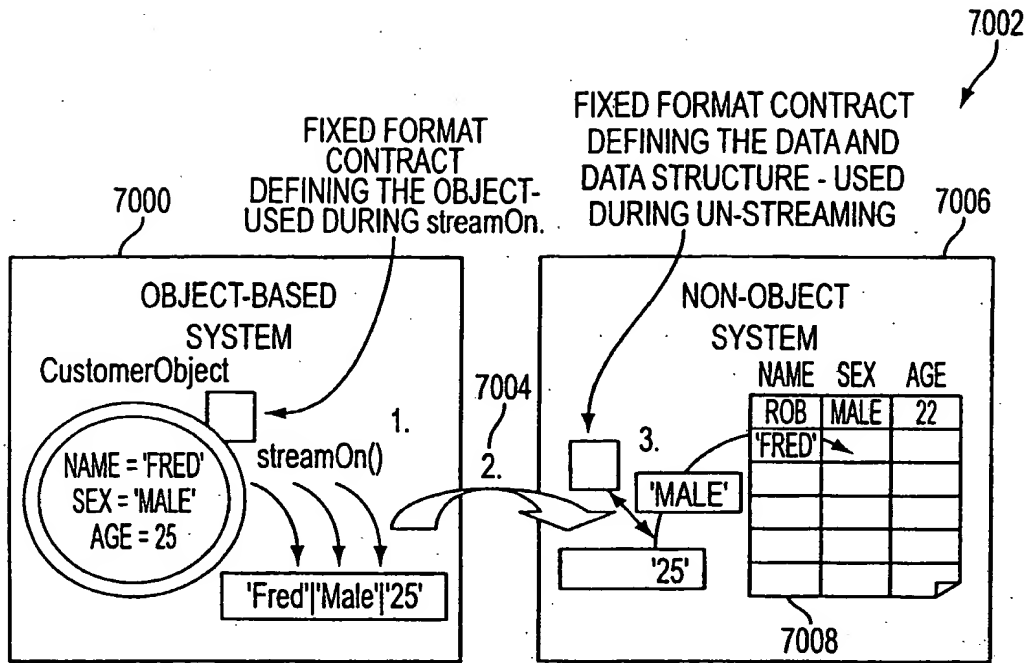 7002
FIXED FORMAT
CONTRACT
DEFINING THE OBJECT-
USED DURING streamOn.
FIXED FORMAT CONTRACT
DEFINING THE DATA AND
DATA STRUCTURE - USED
DURING UN-STREAMING
7000
7006
OBJECT-BASED
SYSTEM
CustomerObject
NAME = 'FRED'
SEX = 'MALE'
AGE = 25
1.
streamOn()
'Fred'|'Male'|'25'
7004
2.
NON-OBJECT
SYSTEM
3.
'MALE'
'25'
NAME SEX AGE
ROB MALE 22
'FRED'
7008